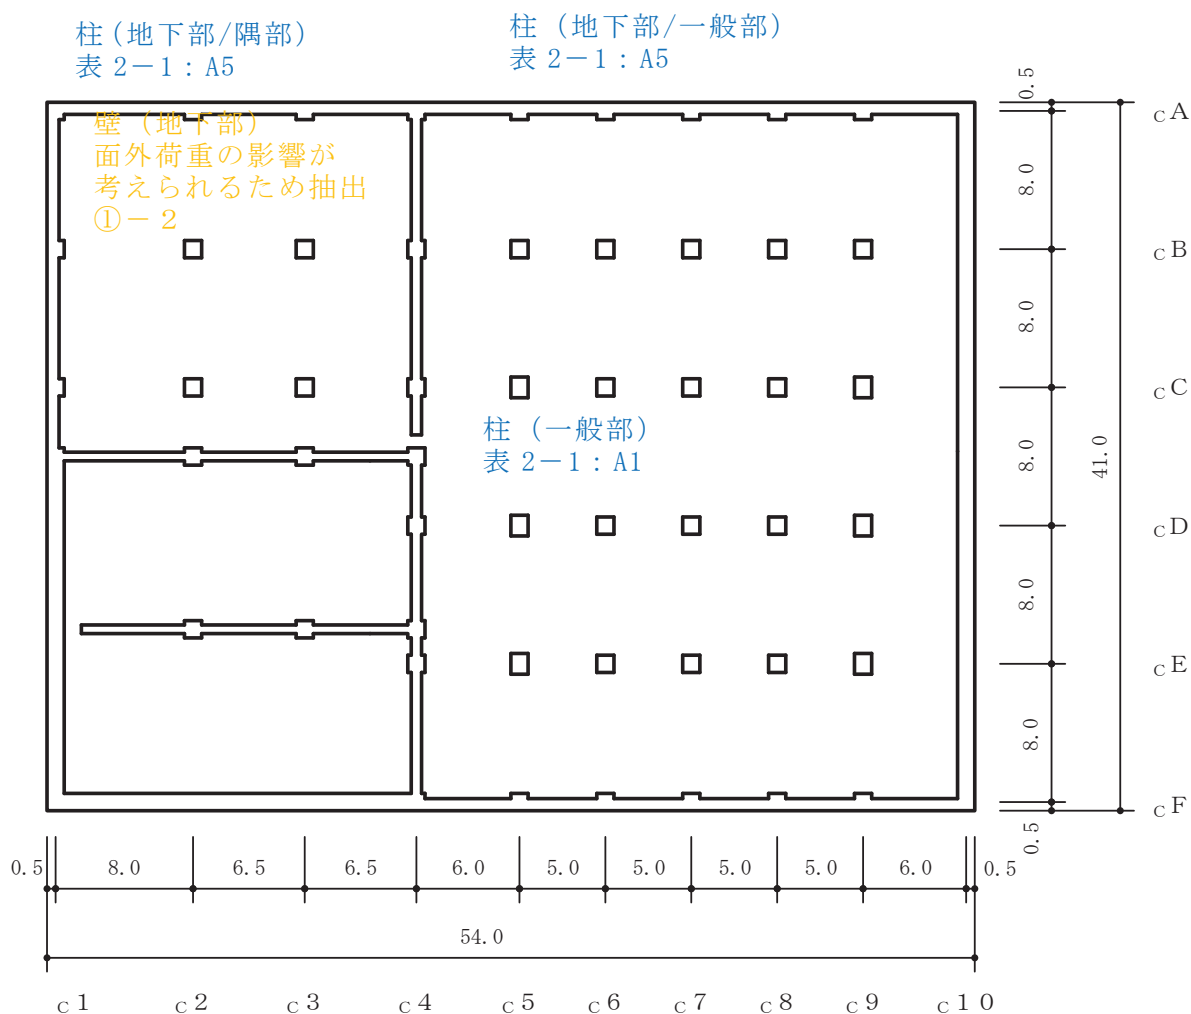 柱(地下部/隅部)
表 2－1：A5
柱（地下部/一般部）
表 2－1：A5
壁（地下部）
面外荷重の影響が
考えられるため抽出
①－2
柱（一般部）
表 2－1：A1
0.5
8.0
8.0
8.0
8.0
8.0
0.5
41.0
cA
cB
cC
cD
cE
cF
0.5 8.0 6.5 6.5 6.0 5.0 5.0 5.0 5.0 6.0 0.5
54.0
c1 c2 c3 c4 c5 c6 c7 c8 c9 c10